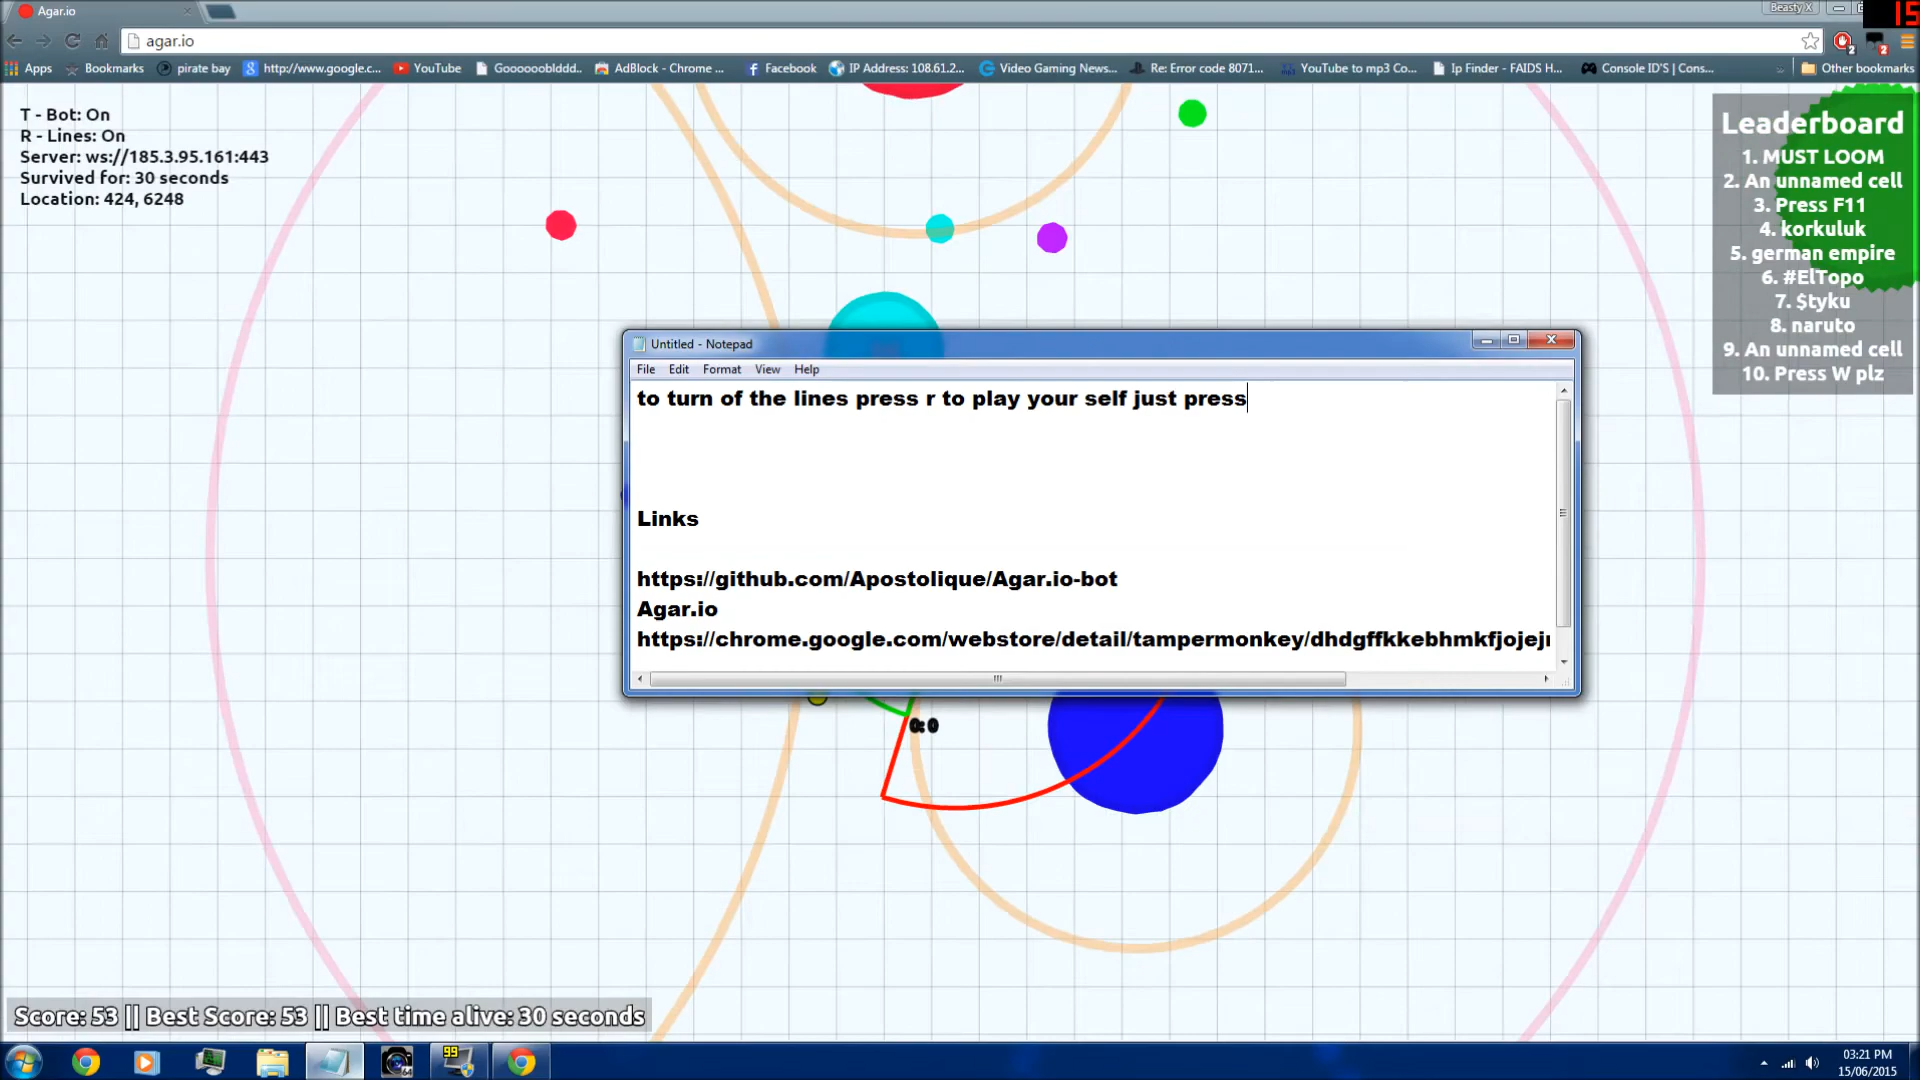 Agar.io
Beasty X
15
agar.io
2
2
Apps
Bookmarks
pirate bay
http://www.google.c...
YouTube
Gooooooblddd..
AdBlock - Chrome ...
Facebook
IP Address: 108.61.2...
Video Gaming News...
Re: Error code 8071...
YouTube to mp3 Co...
Ip Finder - FAIDS H...
Console ID'S | Cons...
Other bookmarks
T - Bot: On
R - Lines: On
Server: ws://185.3.95.161:443
Survived for: 30 seconds
Location: 424, 6248
Leaderboard
1. MUST LOOM
2. An unnamed cell
3. Press F11
4. korkuluk
5. german empire
6. #ElTopo
7. $tyku
8. naruto
9. An unnamed cell
10. Press W plz
Untitled - Notepad
File Edit Format View Help
to turn of the lines press r to play your self just press
Links
https://github.com/Apostolique/Agar.io-bot
Agar.io
https://chrome.google.com/webstore/detail/tampermonkey/dhdgffkkebhmkfjojej
Score: 53 || Best Score: 53 || Best time alive: 30 seconds
99
64
03:21 PM
15/06/2015